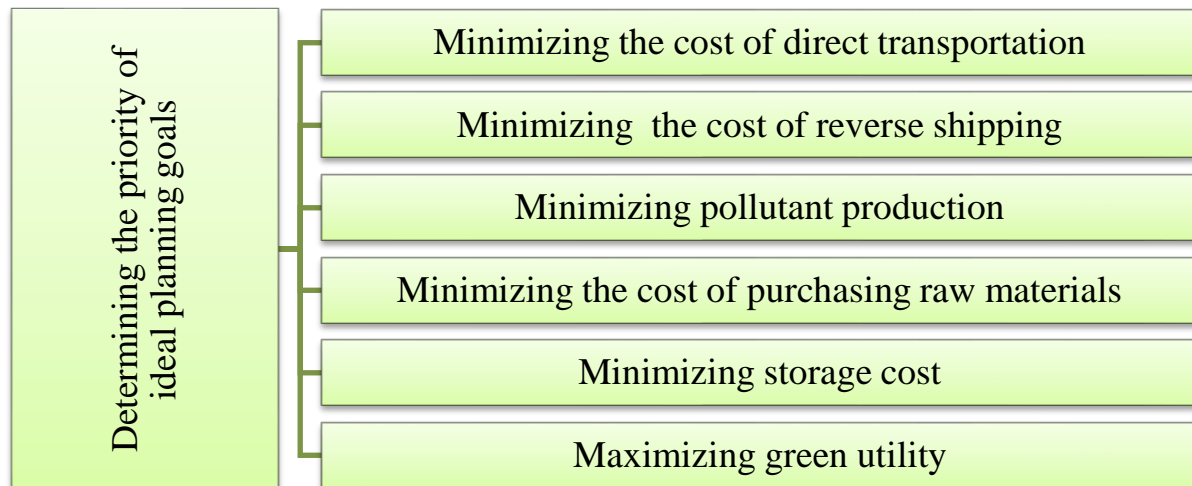 Determining the priority of
ideal planning goals
Minimizing the cost of direct transportation
Minimizing  the cost of reverse shipping
Minimizing pollutant production
Minimizing the cost of purchasing raw materials
Minimizing storage cost
Maximizing green utility